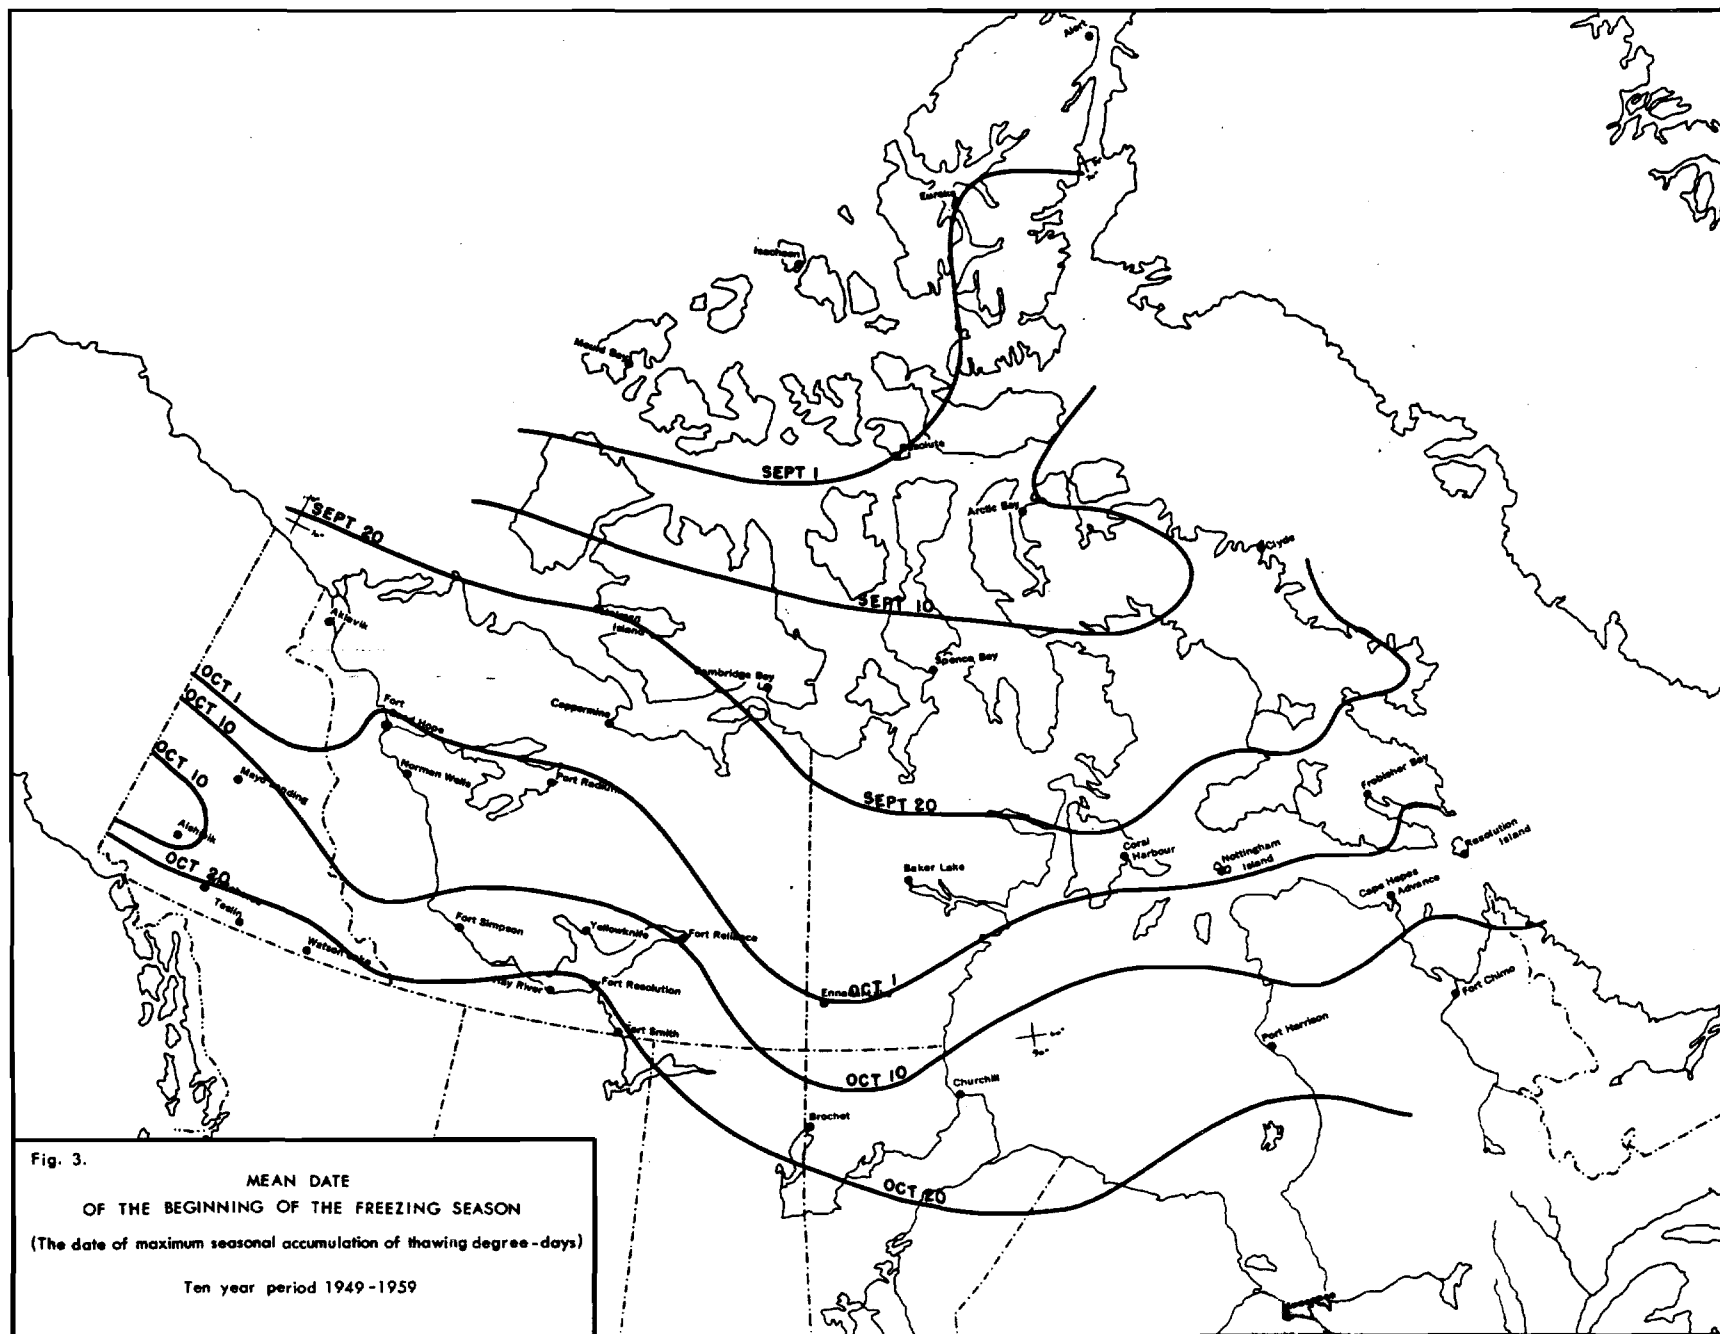 Alert
Eureka
Isachsen
Mould Bay
Resolute
SEPT 1
Arctic Bay
SEPT 20
Clyde
SEPT 10
Aklavik
Island
Spence Bay
Cambridge Bay
OCT 1
OCT 10
Fort
Good Hope
Coppermine
OCT 10
Mayo Landing
Norman Wells
Port Radium
Frobisher Bay
SEPT 20
Aishihik
Resolution
Island
Coral
Harbour
Nottingham
Island
OCT 20
Baker Lake
Cape Hopes
Advance
Teslin
Fort Simpson
Yellowknife
Fort Reliance
Watson Lake
Hay River
Fort Resolution
OCT 1
Fort Chimo
Fort Smith
Port Harrison
OCT 10
Churchill
Brochet
OCT 20
Fig. 3.
MEAN DATE
OF THE BEGINNING OF THE FREEZING SEASON
(The date of maximum seasonal accumulation of thawing degree-days)
Ten year period 1949-1959